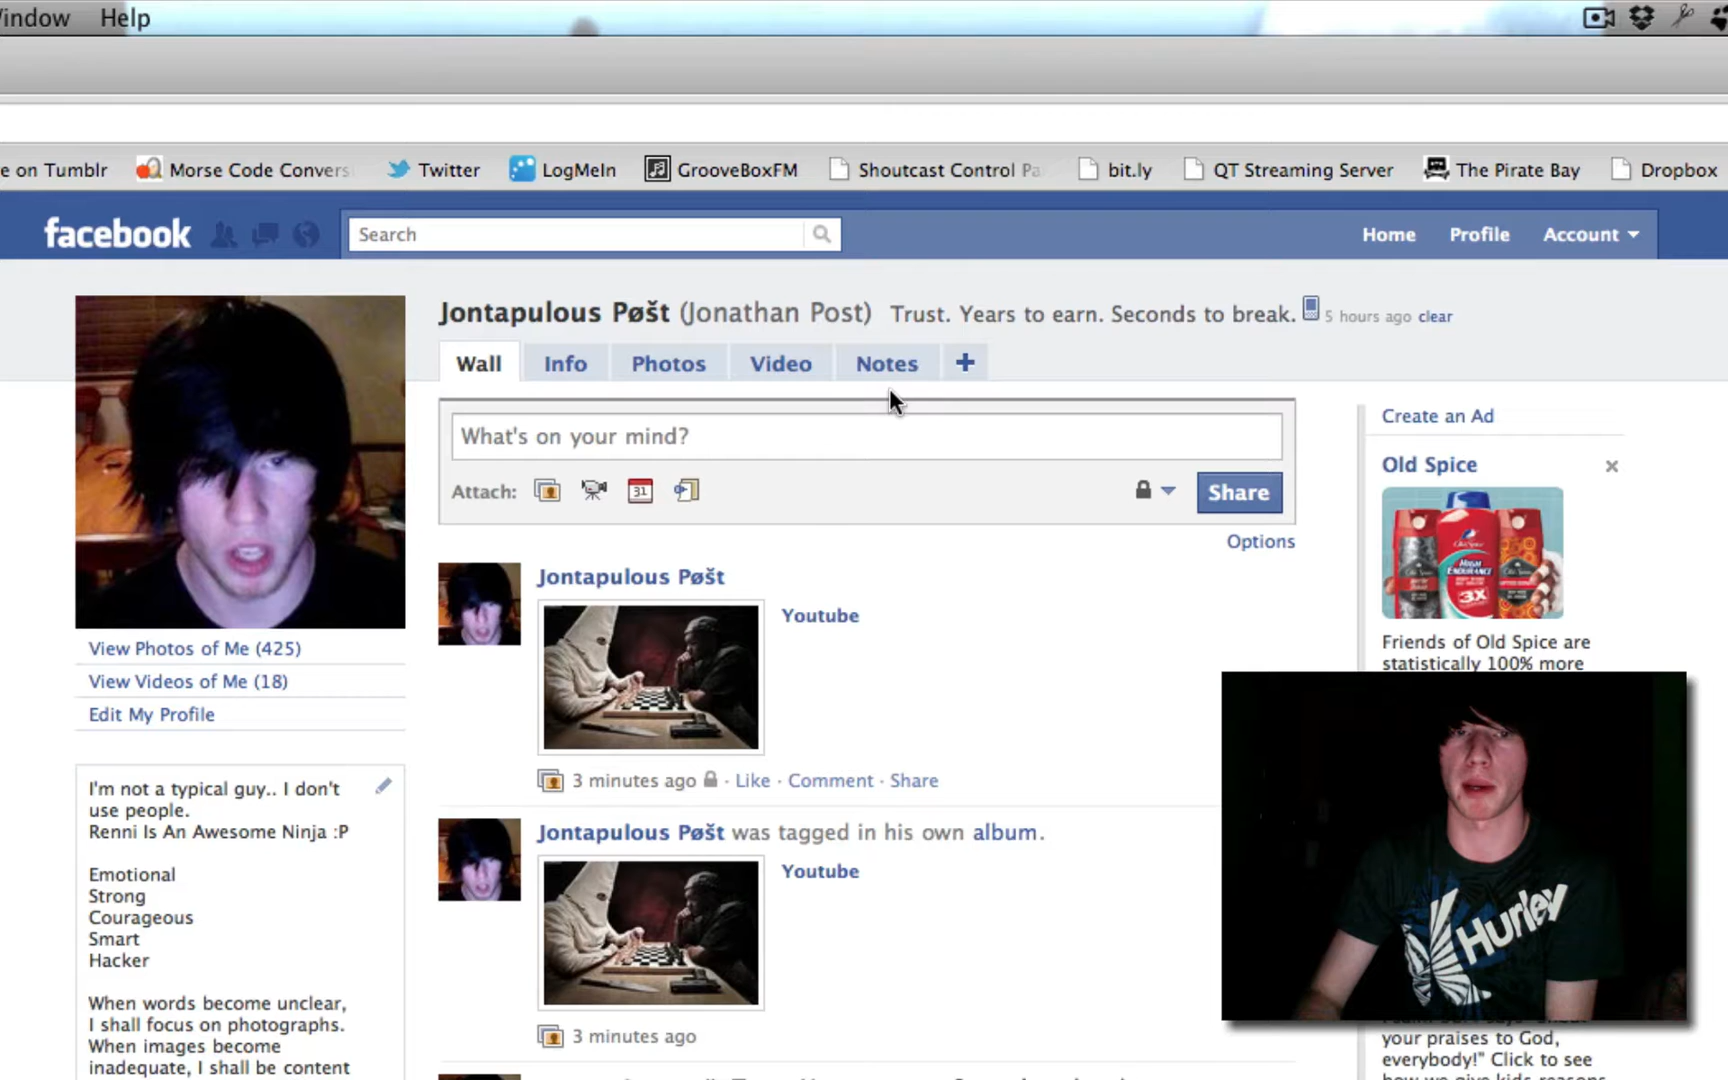 Window Help
e on Tumblr Morse Code Convers Twitter LogMeIn GrooveBoxFM Shoutcast Control Pa bit.ly QT Streaming Server The Pirate Bay Dropbox
facebook Search Home Profile Account
Jontapulous Pøšt (Jonathan Post) Trust. Years to earn. Seconds to break. 5 hours ago clear
Wall Info Photos Video Notes +
What's on your mind?
Attach: 31 Share
Options
Create an Ad
Old Spice
HIGH ENDURANCE
3X
Friends of Old Spice are
statistically 100% more
your praises to God,
everybody!" Click to see
Jontapulous Pøšt
Youtube
3 minutes ago · Like · Comment · Share
Jontapulous Pøšt was tagged in his own album.
Youtube
3 minutes ago
View Photos of Me (425)
View Videos of Me (18)
Edit My Profile
I'm not a typical guy.. I don't
use people.
Renni Is An Awesome Ninja :P
Emotional
Strong
Courageous
Smart
Hacker
When words become unclear,
I shall focus on photographs.
When images become
inadequate, I shall be content
Hurley